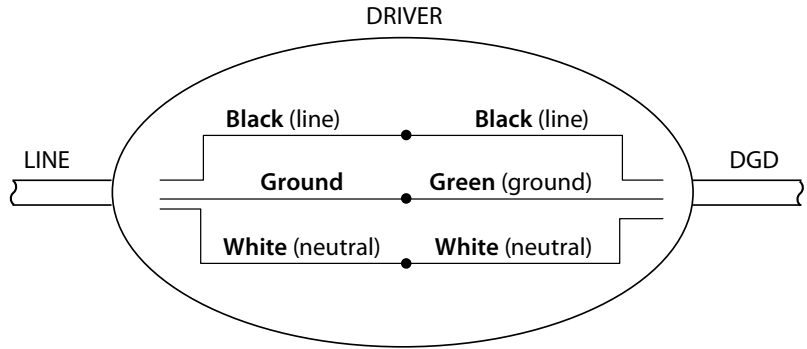 DRIVER
Black (line) Black (line)
LINE DGD
Ground Green (ground)
White (neutral) White (neutral)